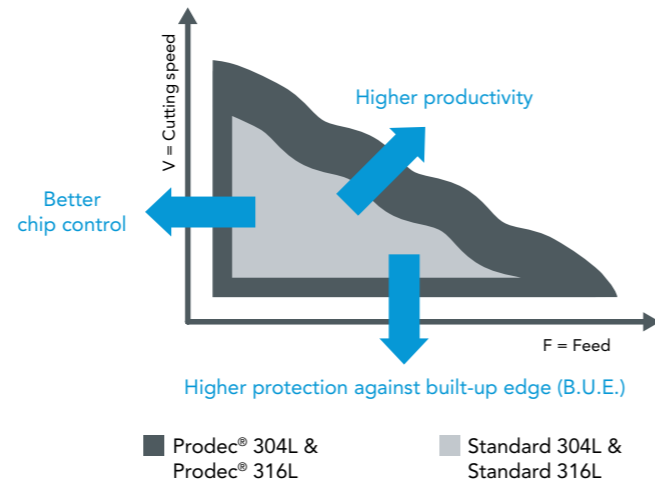 V = Cutting speed
Higher productivity
Better
chip control
F = Feed
Higher protection against built-up edge (B.U.E.)
Prodec® 304L &
Prodec® 316L
Standard 304L &
Standard 316L